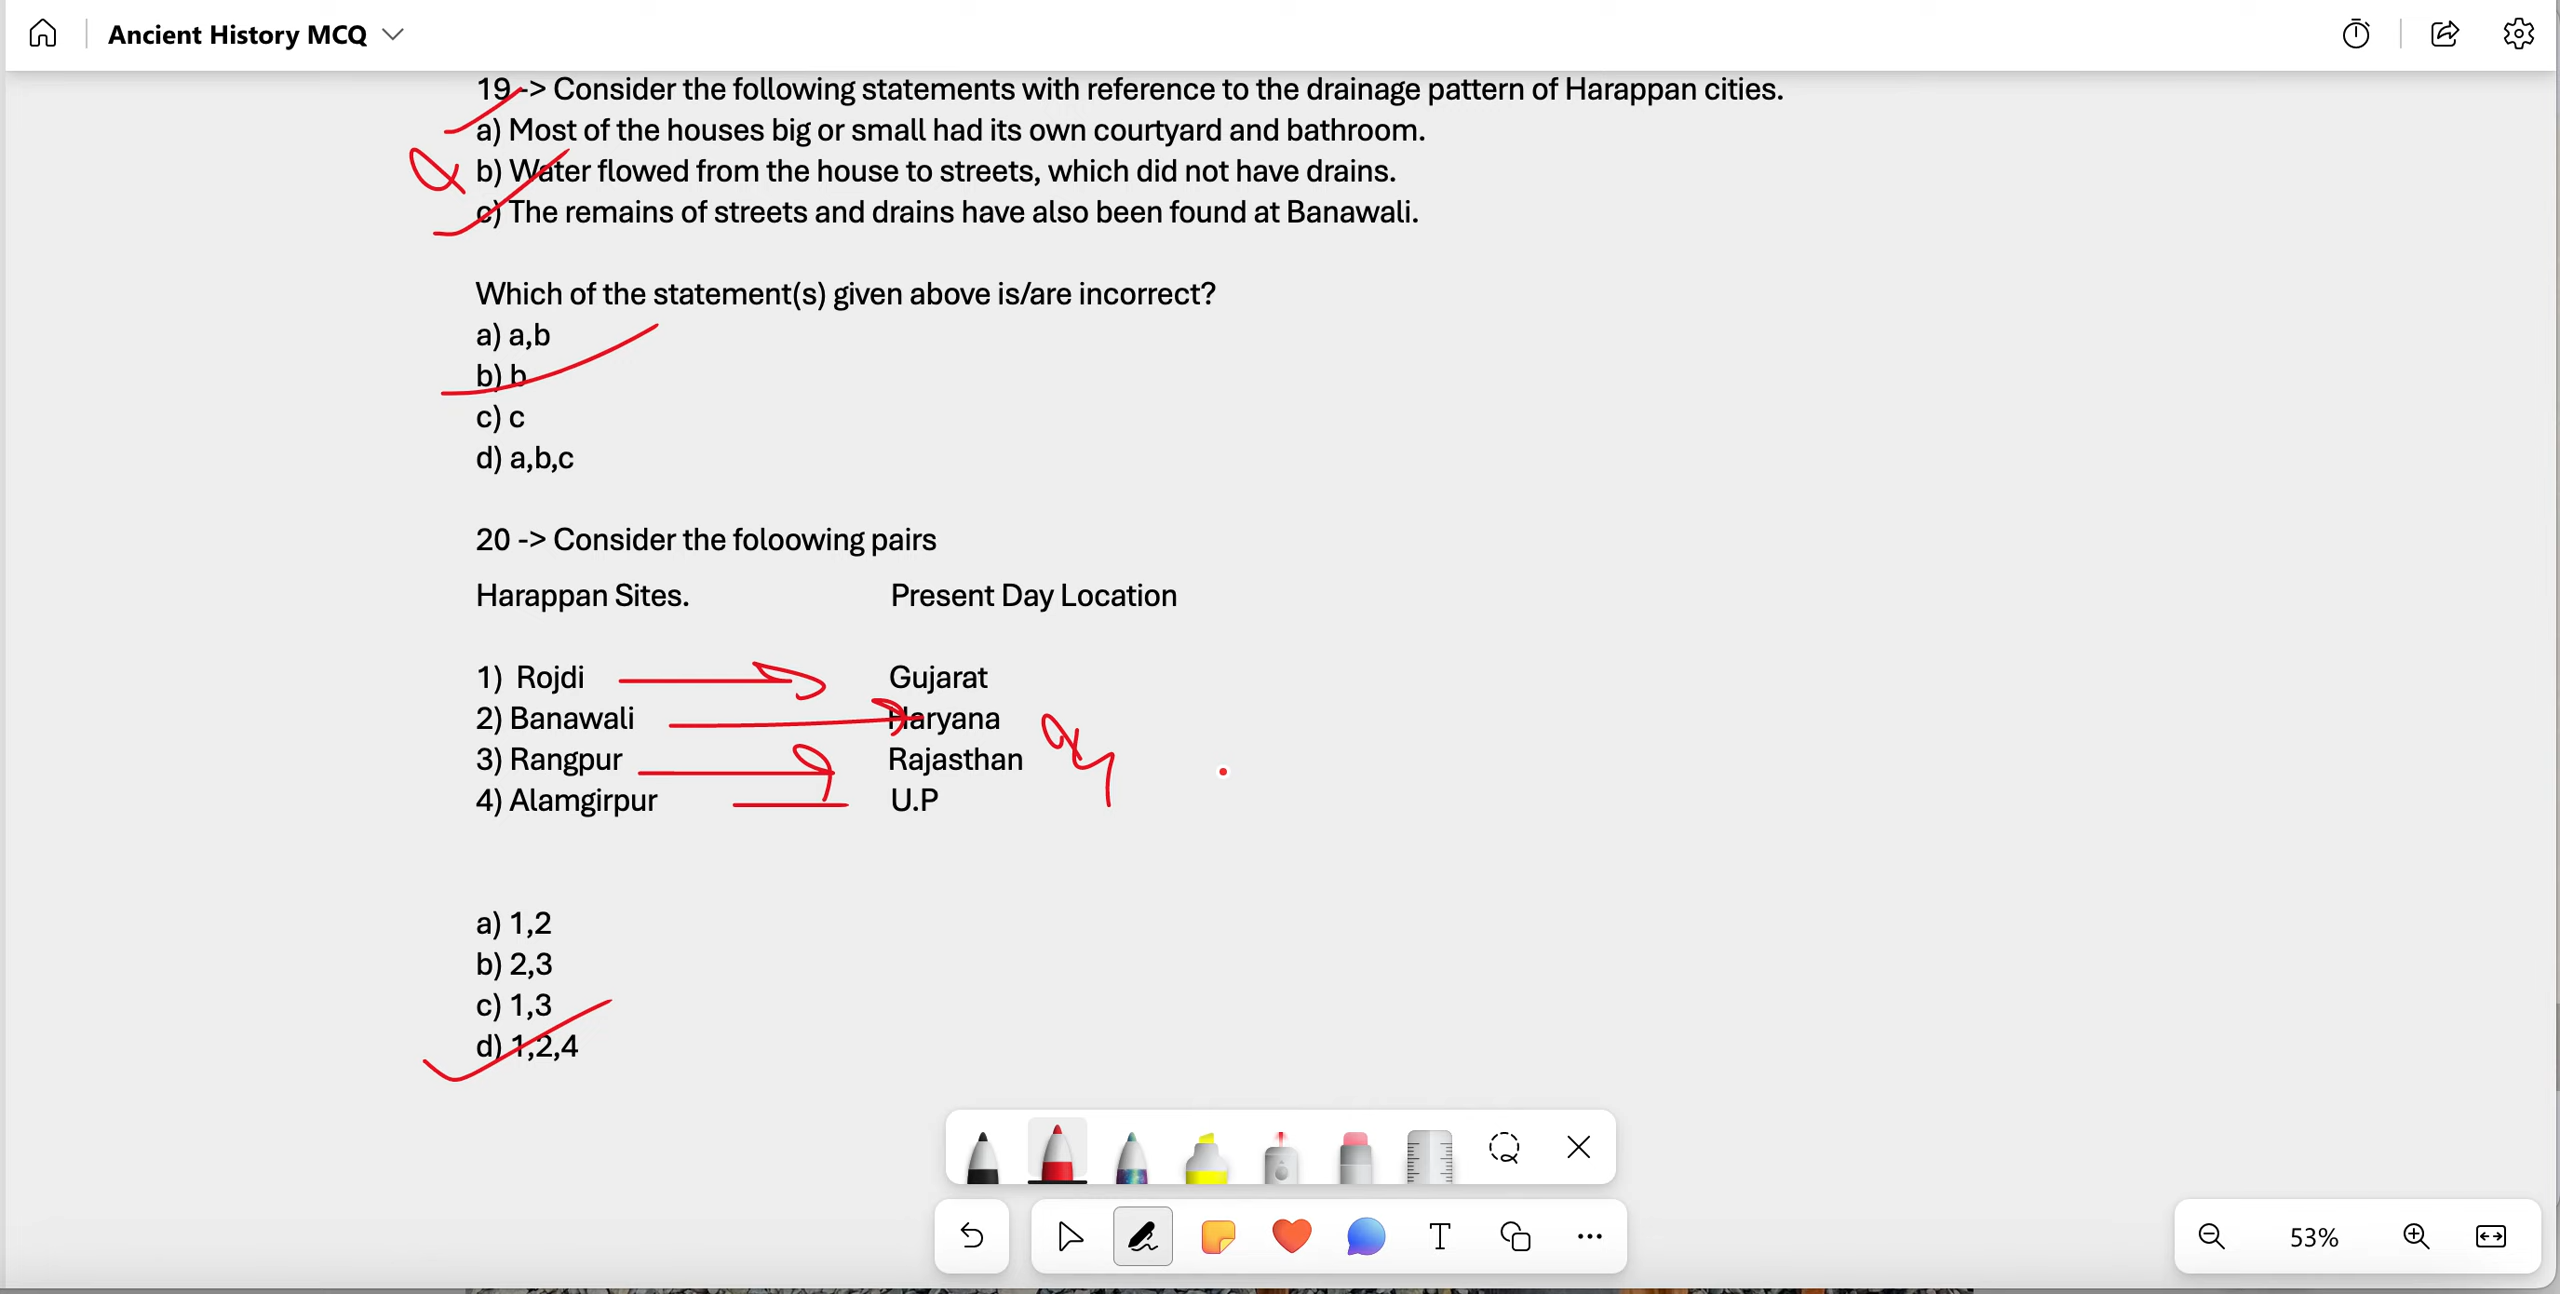 Ancient History MCQ
19 -> Consider the following statements with reference to the drainage pattern of Harappan cities.
a) Most of the houses big or small had its own courtyard and bathroom.
b) Water flowed from the house to streets, which did not have drains.
c) The remains of streets and drains have also been found at Banawali.
Which of the statement(s) given above is/are incorrect?
a) a,b
b) b
c) c
d) a,b,c
20 -> Consider the foloowing pairs
Harappan Sites. Present Day Location
1) Rojdi Gujarat
2) Banawali Haryana
3) Rangpur Rajasthan
4) Alamgirpur U.P
a) 1,2
b) 2,3
c) 1,3
d) 1,2,4
53%